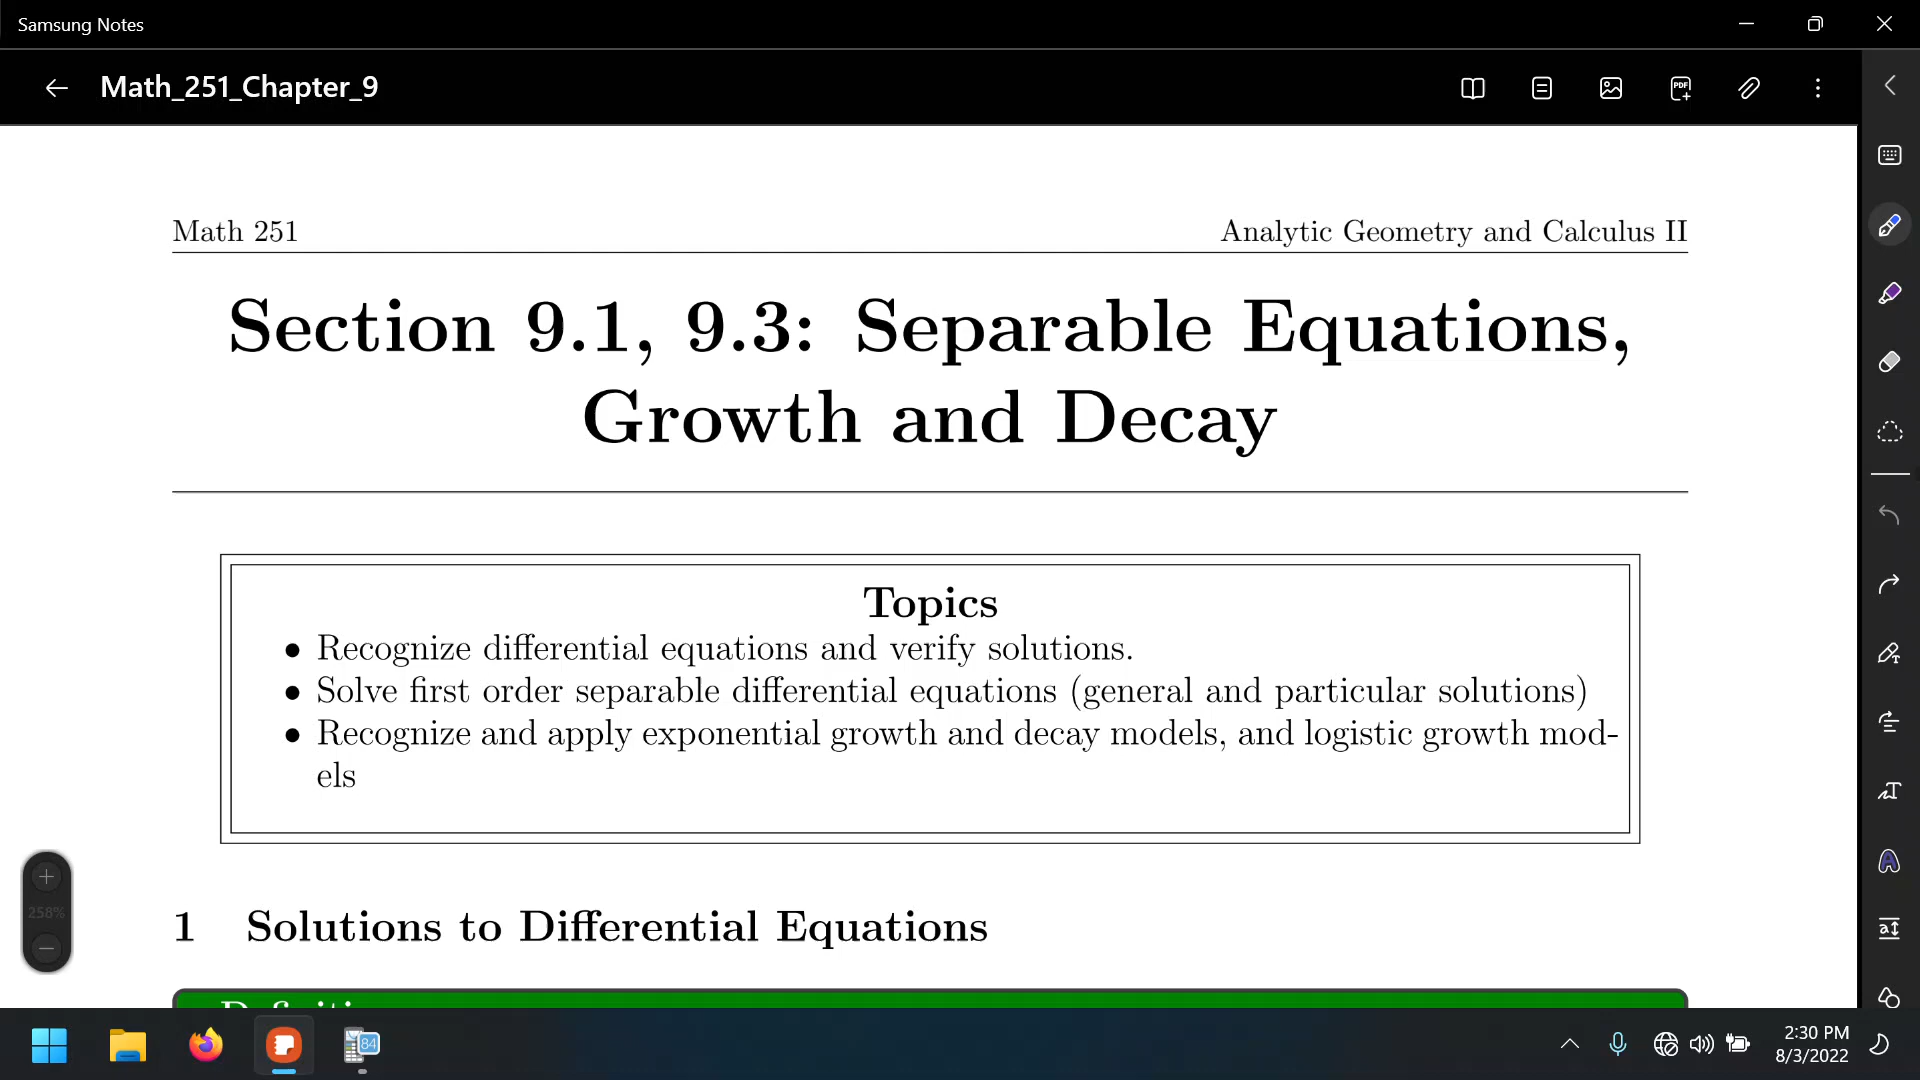 Samsung Notes
Math_251_Chapter_9
PDF
Math 251
Analytic Geometry and Calculus II
Section 9.1, 9.3: Separable Equations,
Growth and Decay
Topics
• Recognize differential equations and verify solutions.
• Solve first order separable differential equations (general and particular solutions)
• Recognize and apply exponential growth and decay models, and logistic growth mod-
els
258%
1 Solutions to Differential Equations
84
2:30 PM
8/3/2022